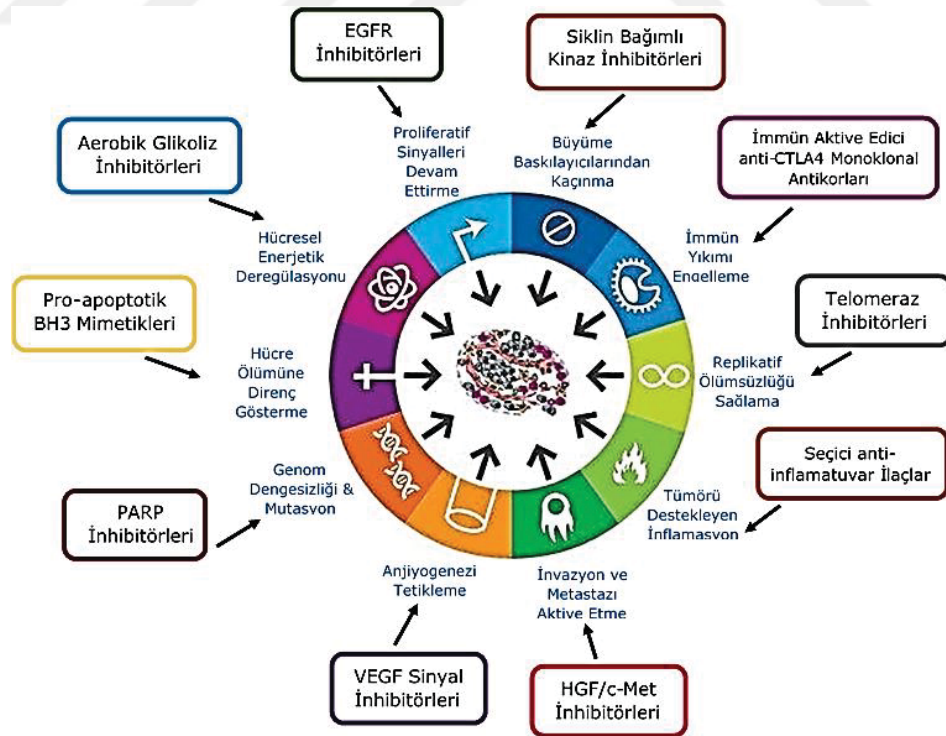 EGFR
İnhibitörleri
Siklin Bağımlı
Kinaz İnhibitörleri
Aerobik Glikoliz
İnhibitörleri
Proliferatif
Sinyalleri
Devam
Ettirme
Büyüme
Baskılayıcılarından
Kaçınma
İmmün Aktive Edici
anti-CTLA4 Monoklonal
Antikorları
Hücresel
Enerjetik
Deregülasyonu
İmmün
Yıkımı
Engelleme
Pro-apoptotik
BH3 Mimetikleri
Telomeraz
İnhibitörleri
Hücre
Ölümüne
Direnç
Gösterme
Replikatif
Ölümsüzlüğü
Sağlama
Genom
Dengesizliği &
Mutasyon
Seçici anti-
inflamatuvar İlaçlar
PARP
İnhibitörleri
Tümörü
Destekleyen
İnflamasyon
Anjiyogenezi
Tetikleme
İnvazyon ve
Metastazı
Aktive Etme
VEGF Sinyal
İnhibitörleri
HGF/c-Met
İnhibitörleri